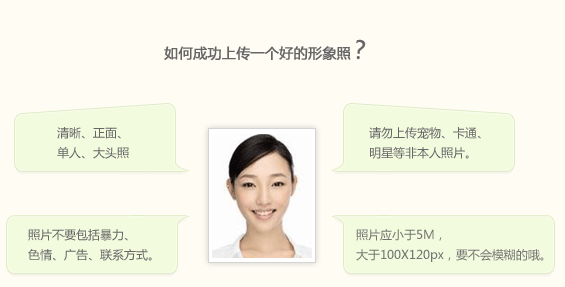 如何成功上传一个好的形象照？
清晰、正面、
单人、大头照
请勿上传宠物、卡通、
明星等非本人照片。
照片不要包括暴力、
色情、广告、联系方式。
照片应小于5M，
大于100X120px，要不会模糊的哦。